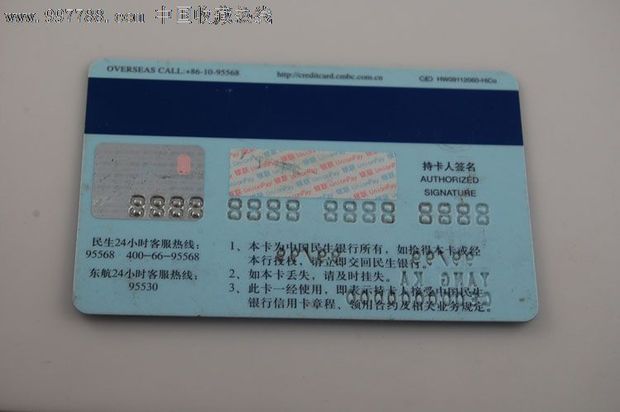 www.997788.com 中国收藏热线
OVERSEAS CALL:+86-10-95568 http://creditcard.cmbc.com.cn HW09112060-HiCo
银联 UnionPay
8888 8888 8888 8888
持卡人签名
AUTHORIZED
SIGNATURE
民生24小时客服热线:
95568 400-66-95568
东航24小时客服热线:
95530
1、本卡为中国民生银行所有，如拾得本卡或经
本行授权，请立即交回民生银行。
2、如本卡丢失，请及时挂失。
3、此卡一经使用，即表示持卡人接受中国民生
银行信用卡章程、领用合约及相关业务规定。
YANG KY